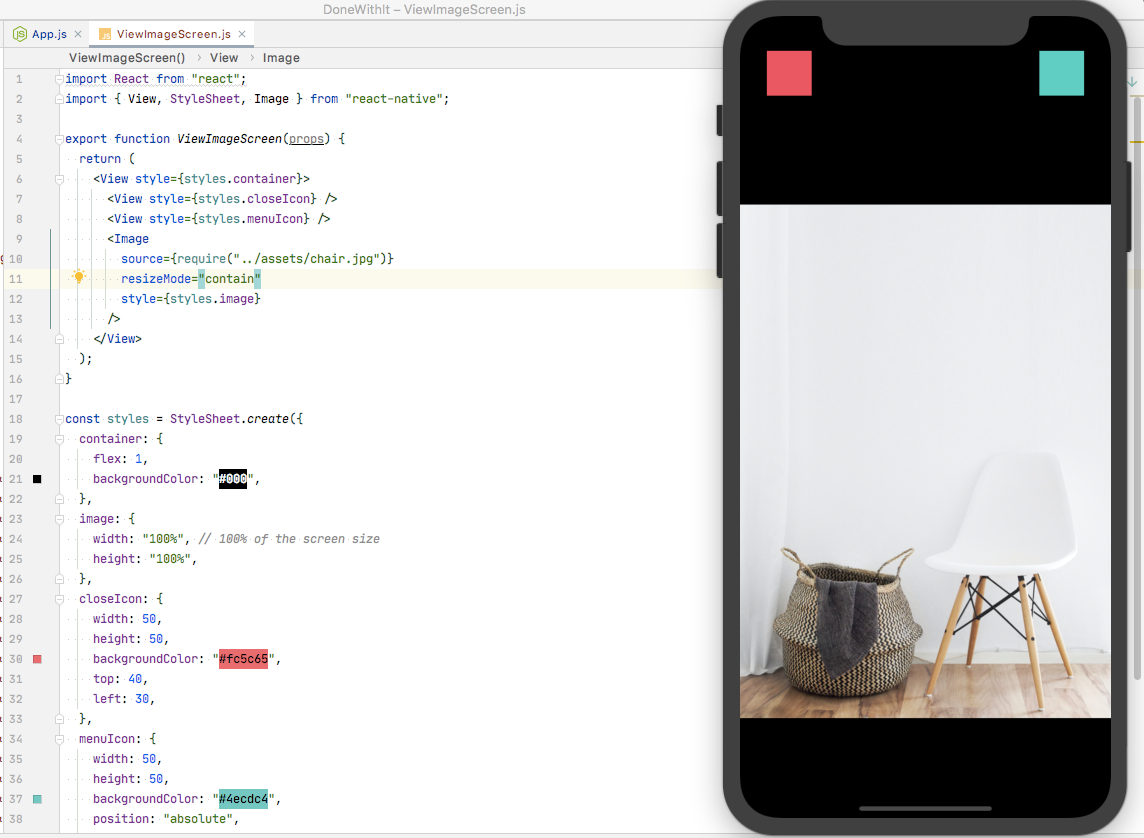 DoneWithIt – ViewImageScreen.js
App.js ViewImageScreen.js
ViewImageScreen() View Image
1 import React from "react";
2 import { View, StyleSheet, Image } from "react-native";
3
4 export function ViewImageScreen(props) {
5 return (
6 <View style={styles.container}>
7 <View style={styles.closeIcon} />
8 <View style={styles.menuIcon} />
9 <Image
10 source={require("../assets/chair.jpg")}
11 resizeMode="contain"
12 style={styles.image}
13 />
14 </View>
15 );
16 }
17
18 const styles = StyleSheet.create({
19 container: {
20 flex: 1,
21 backgroundColor: "#000",
22 },
23 image: {
24 width: "100%", // 100% of the screen size
25 height: "100%",
26 },
27 closeIcon: {
28 width: 50,
29 height: 50,
30 backgroundColor: "#fc5c65",
31 top: 40,
32 left: 30,
33 },
34 menuIcon: {
35 width: 50,
36 height: 50,
37 backgroundColor: "#4ecdc4",
38 position: "absolute",